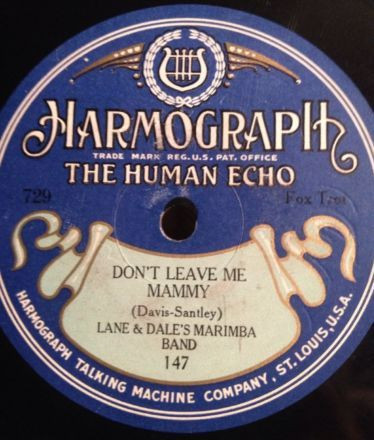 HARMOGRAPH
TRADE MARK REG. U.S. PAT. OFFICE
THE HUMAN ECHO
729
Fox Trot
DON'T LEAVE ME
MAMMY
(Davis-Santley)
LANE & DALE'S MARIMBA
BAND
147
HARMOGRAPH TALKING MACHINE COMPANY, ST. LOUIS, U.S.A.